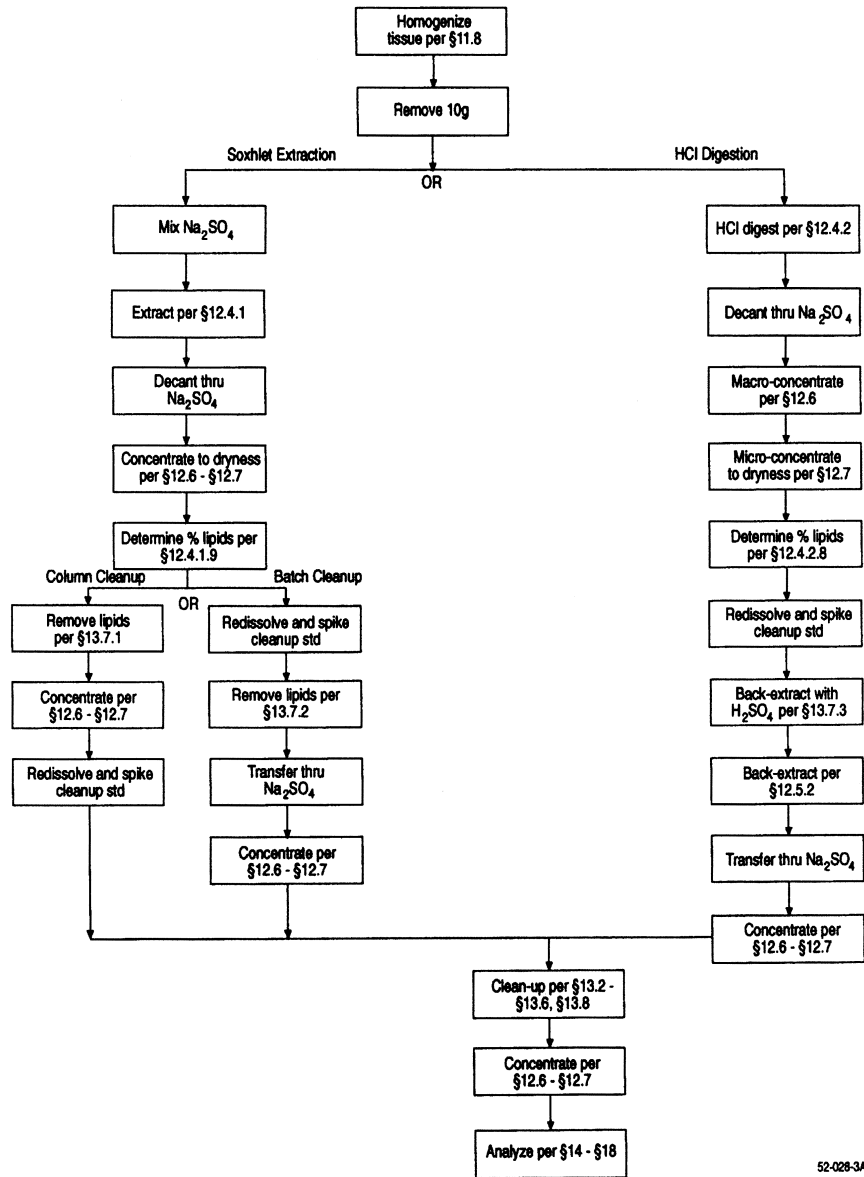 Homogenize
tissue per §11.8
Remove 10g
Soxhlet Extraction
HCl Digestion
OR
Mix Na₂SO₄
Extract per §12.4.1
Decant thru
Na₂SO₄
Concentrate to dryness
per §12.6 - §12.7
Determine % lipids per
§12.4.1.9
Column Cleanup
Batch Cleanup
OR
Remove lipids
per §13.7.1
Concentrate per
§12.6 - §12.7
Redissolve and spike
cleanup std
Redissolve and spike
cleanup std
Remove lipids per
§13.7.2
Transfer thru
Na₂SO₄
Concentrate per
§12.6 - §12.7
HCl digest per §12.4.2
Decant thru Na₂SO₄
Macro-concentrate
per §12.6
Micro-concentrate
to dryness per §12.7
Determine % lipids
per §12.4.2.8
Redissolve and spike
cleanup std
Back-extract with
H₂SO₄ per §13.7.3
Back-extract per
§12.5.2
Transfer thru Na₂SO₄
Concentrate per
§12.6 - §12.7
Clean-up per §13.2 -
§13.6, §13.8
Concentrate per
§12.6 - §12.7
Analyze per §14 - §18
52-028-3A